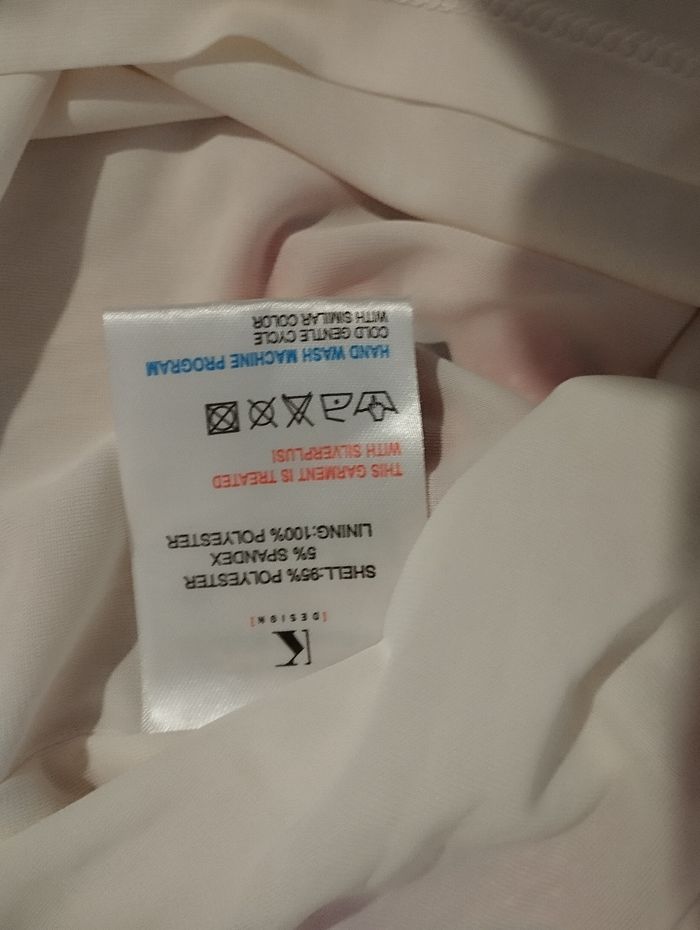 K
[DESIGN]
SHELL:95% POLYESTER
5% SPANDEX
LINING:100% POLYESTER
THIS GARMENT IS TREATED
WITH SILVERPLUS!
HAND WASH MACHINE PROGRAM
COLD GENTLE CYCLE
WITH SIMILAR COLOR